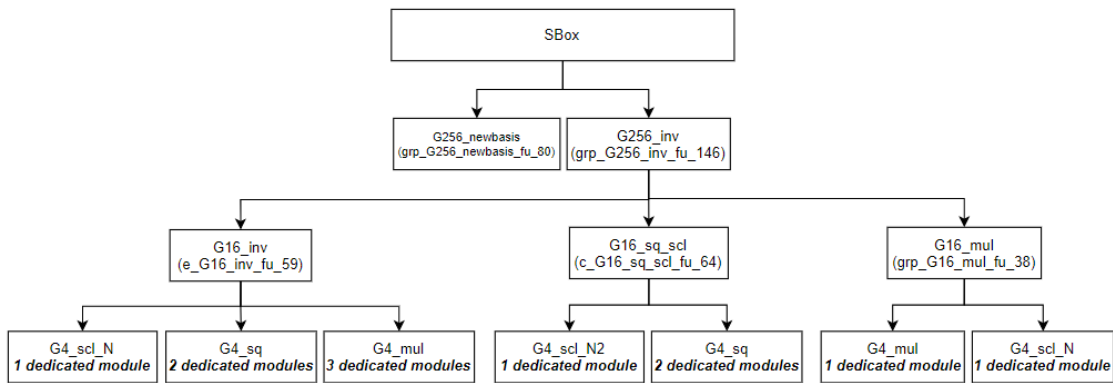 SBox
G256_newbasis
(grp_G256_newbasis_fu_80)
G256_inv
(grp_G256_inv_fu_146)
G16_inv
(e_G16_inv_fu_59)
G16_sq_scl
(c_G16_sq_scl_fu_64)
G16_mul
(grp_G16_mul_fu_38)
G4_scl_N
1 dedicated module
G4_sq
2 dedicated modules
G4_mul
3 dedicated modules
G4_scl_N2
1 dedicated module
G4_sq
2 dedicated modules
G4_mul
1 dedicated module
G4_scl_N
1 dedicated module